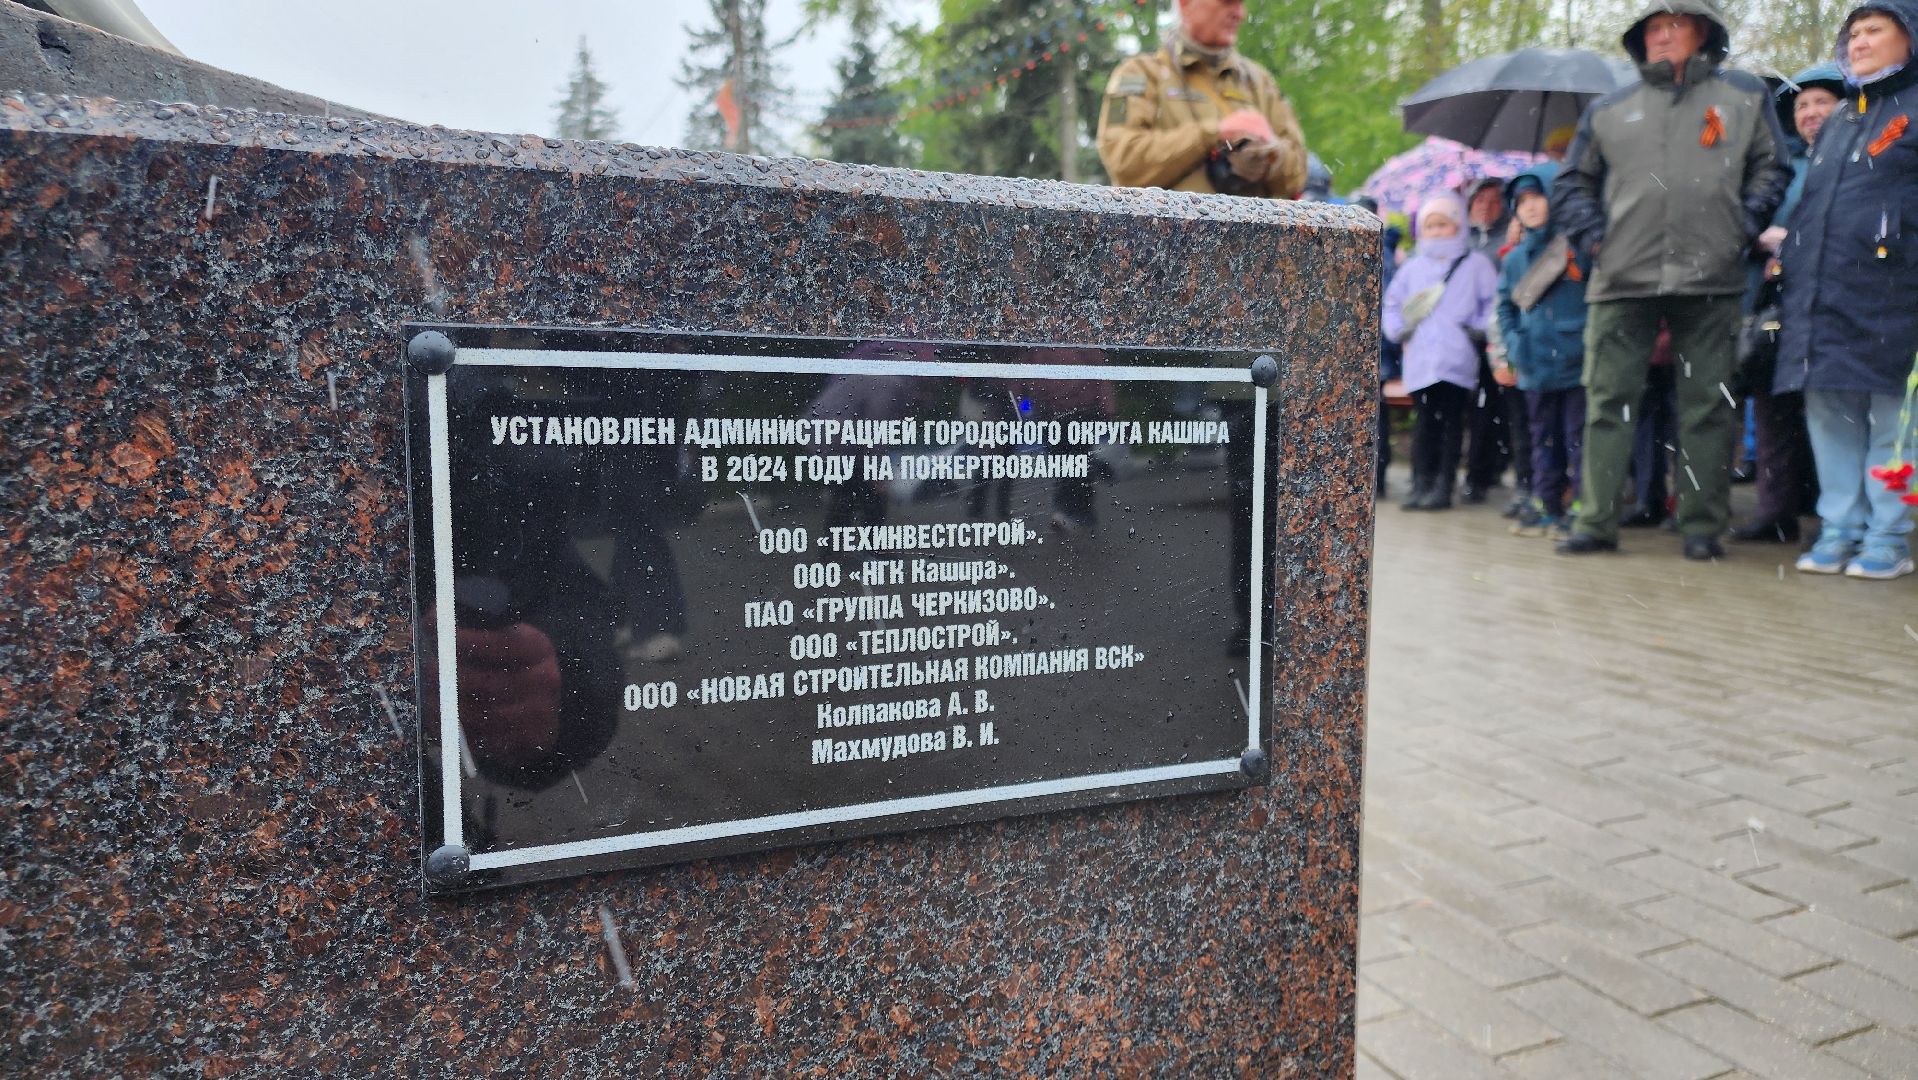 УСТАНОВЛЕН АДМИНИСТРАЦИЕЙ ГОРОДСКОГО ОКРУГА КАШИРА
В 2024 ГОДУ НА ПОЖЕРТВОВАНИЯ
ООО «ТЕХИНВЕСТСТРОЙ».
ООО «НГК Кашира».
ПАО «ГРУППА ЧЕРКИЗОВО».
ООО «ТЕПЛОСТРОЙ».
ООО «НОВАЯ СТРОИТЕЛЬНАЯ КОМПАНИЯ ВСК»
Колпакова А. В.
Махмудова В. И.